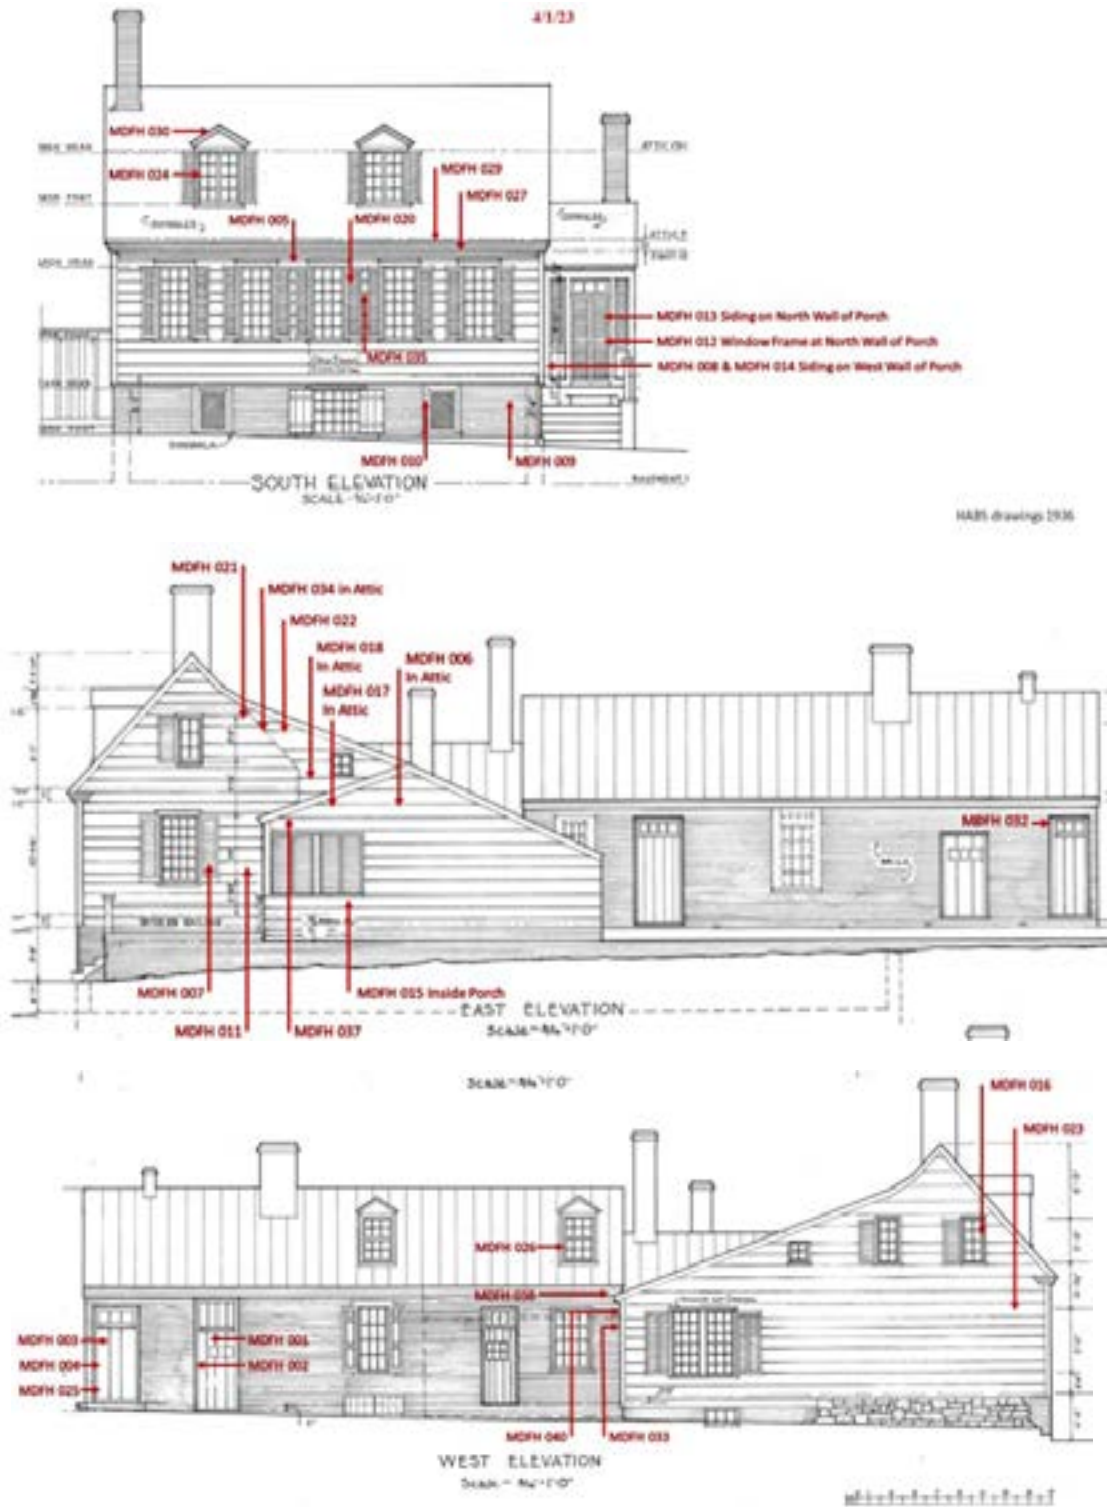 4/1/23
MDFH 030
MDFH 024
MDFH 029
MDFH 027
MDFH 005
MDFH 020
MDFH 013 Siding on North Wall of Porch
MDFH 012 Window Frame at North Wall of Porch
MDFH 035
MDFH 008 & MDFH 014 Siding on West Wall of Porch
MDFH 010
MDFH 009
SOUTH ELEVATION
HABS drawings 1936
MDFH 021
MDFH 034 in Attic
MDFH 022
MDFH 018
In Attic
MDFH 006
In Attic
MDFH 017
In Attic
MDFH 032
MDFH 007
MDFH 015 Inside Porch
EAST ELEVATION
MDFH 011
MDFH 037
MDFH 016
MDFH 023
MDFH 026
MDFH 003
MDFH 001
MDFH 004
MDFH 002
MDFH 025
MDFH 040
MDFH 033
WEST ELEVATION